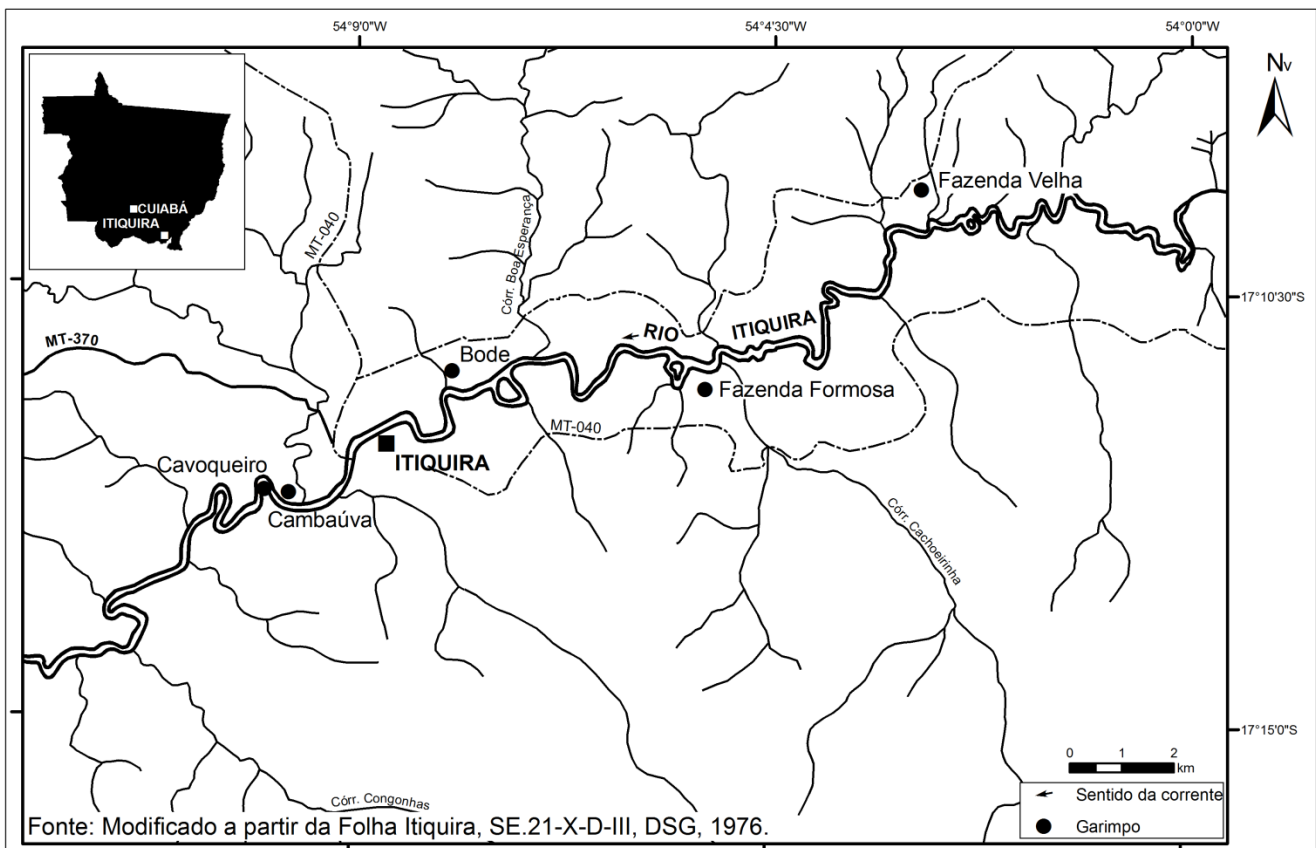 54°9'0"W
54°4'30"W
54°0'0"W
N
V
CUIABÁ
ITIQUIRA
MT-040
Córr. Boa Esperança
Fazenda Velha
17°10'30"S
MT-370
RIO
ITIQUIRA
Bode
Fazenda Formosa
MT-040
ITIQUIRA
Cavoqueiro
Cambaúva
Córr. Cachoeirinha
17°15'0"S
0 1 2
km
Córr. Congonhas
Sentido da corrente
Garimpo
Fonte: Modificado a partir da Folha Itiquira, SE.21-X-D-III, DSG, 1976.